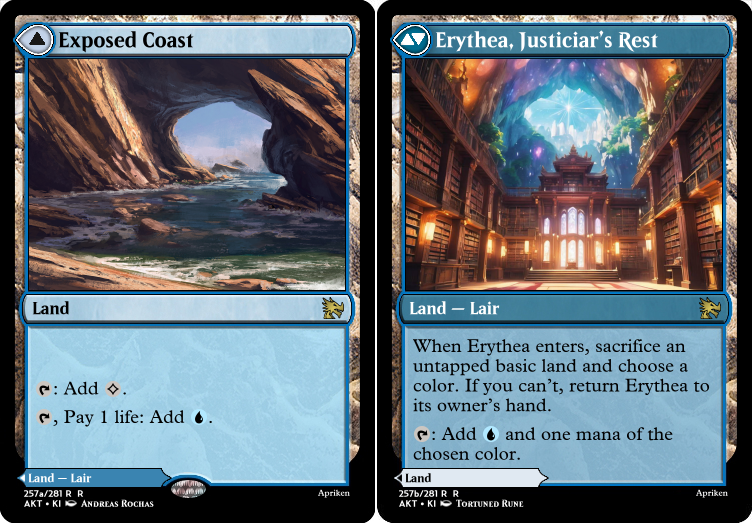 Exposed Coast
Land
: Add .
, Pay 1 life: Add .
Land — Lair
257a/281 R R
AKT • KI Andreas Rochas
Apriken
Erythea, Justiciar's Rest
Land — Lair
When Erythea enters, sacrifice an
untapped basic land and choose a
color. If you can't, return Erythea to
its owner's hand.
: Add and one mana of the
chosen color.
Land
257b/281 R R
AKT • KI Tortuned Rune
Apriken